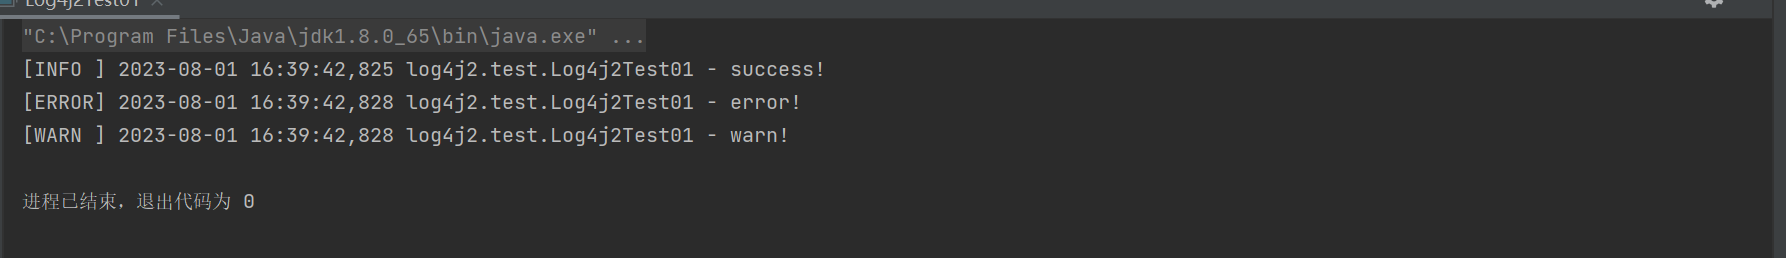 Log4j2Test01 ×
"C:\Program Files\Java\jdk1.8.0_65\bin\java.exe" ...
[INFO ] 2023-08-01 16:39:42,825 log4j2.test.Log4j2Test01 - success!
[ERROR] 2023-08-01 16:39:42,828 log4j2.test.Log4j2Test01 - error!
[WARN ] 2023-08-01 16:39:42,828 log4j2.test.Log4j2Test01 - warn!
进程已结束，退出代码为 0